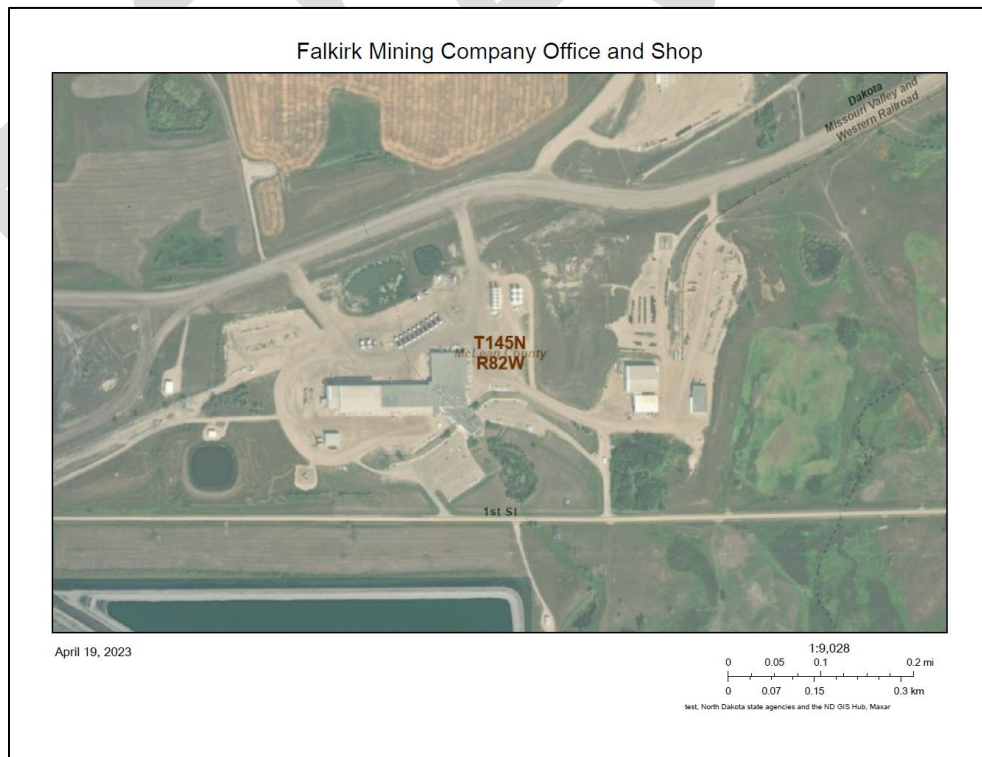 Falkirk Mining Company Office and Shop
Dakota
Missouri Valley and
Western Railroad
T145N
McLean County
R82W
1st St
April 19, 2023
1:9,028
0 0.05 0.1 0.2 mi
0 0.07 0.15 0.3 km
test, North Dakota state agencies and the ND GIS Hub, Maxar